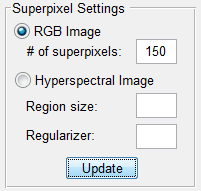 Superpixel Settings
RGB Image
# of superpixels: 150
Hyperspectral Image
Region size:
Regularizer:
Update